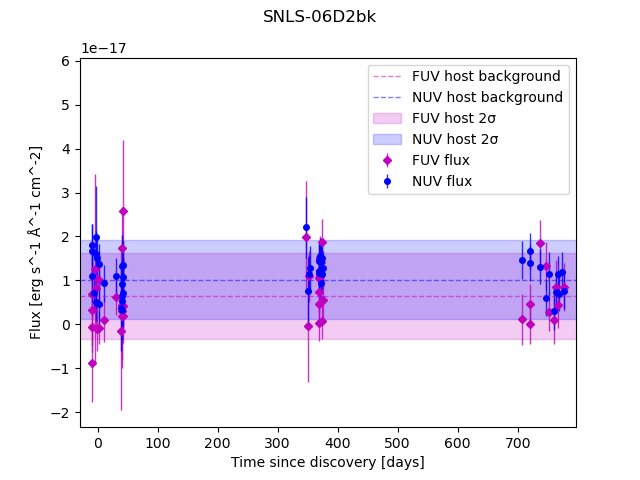 SNLS-06D2bk
1e−17
FUV host background
NUV host background
FUV host 2σ
NUV host 2σ
FUV flux
NUV flux
6
5
4
3
2
1
0
−1
−2
Flux [erg s^-1 Å^-1 cm^-2]
0 100 200 300 400 500 600 700
Time since discovery [days]